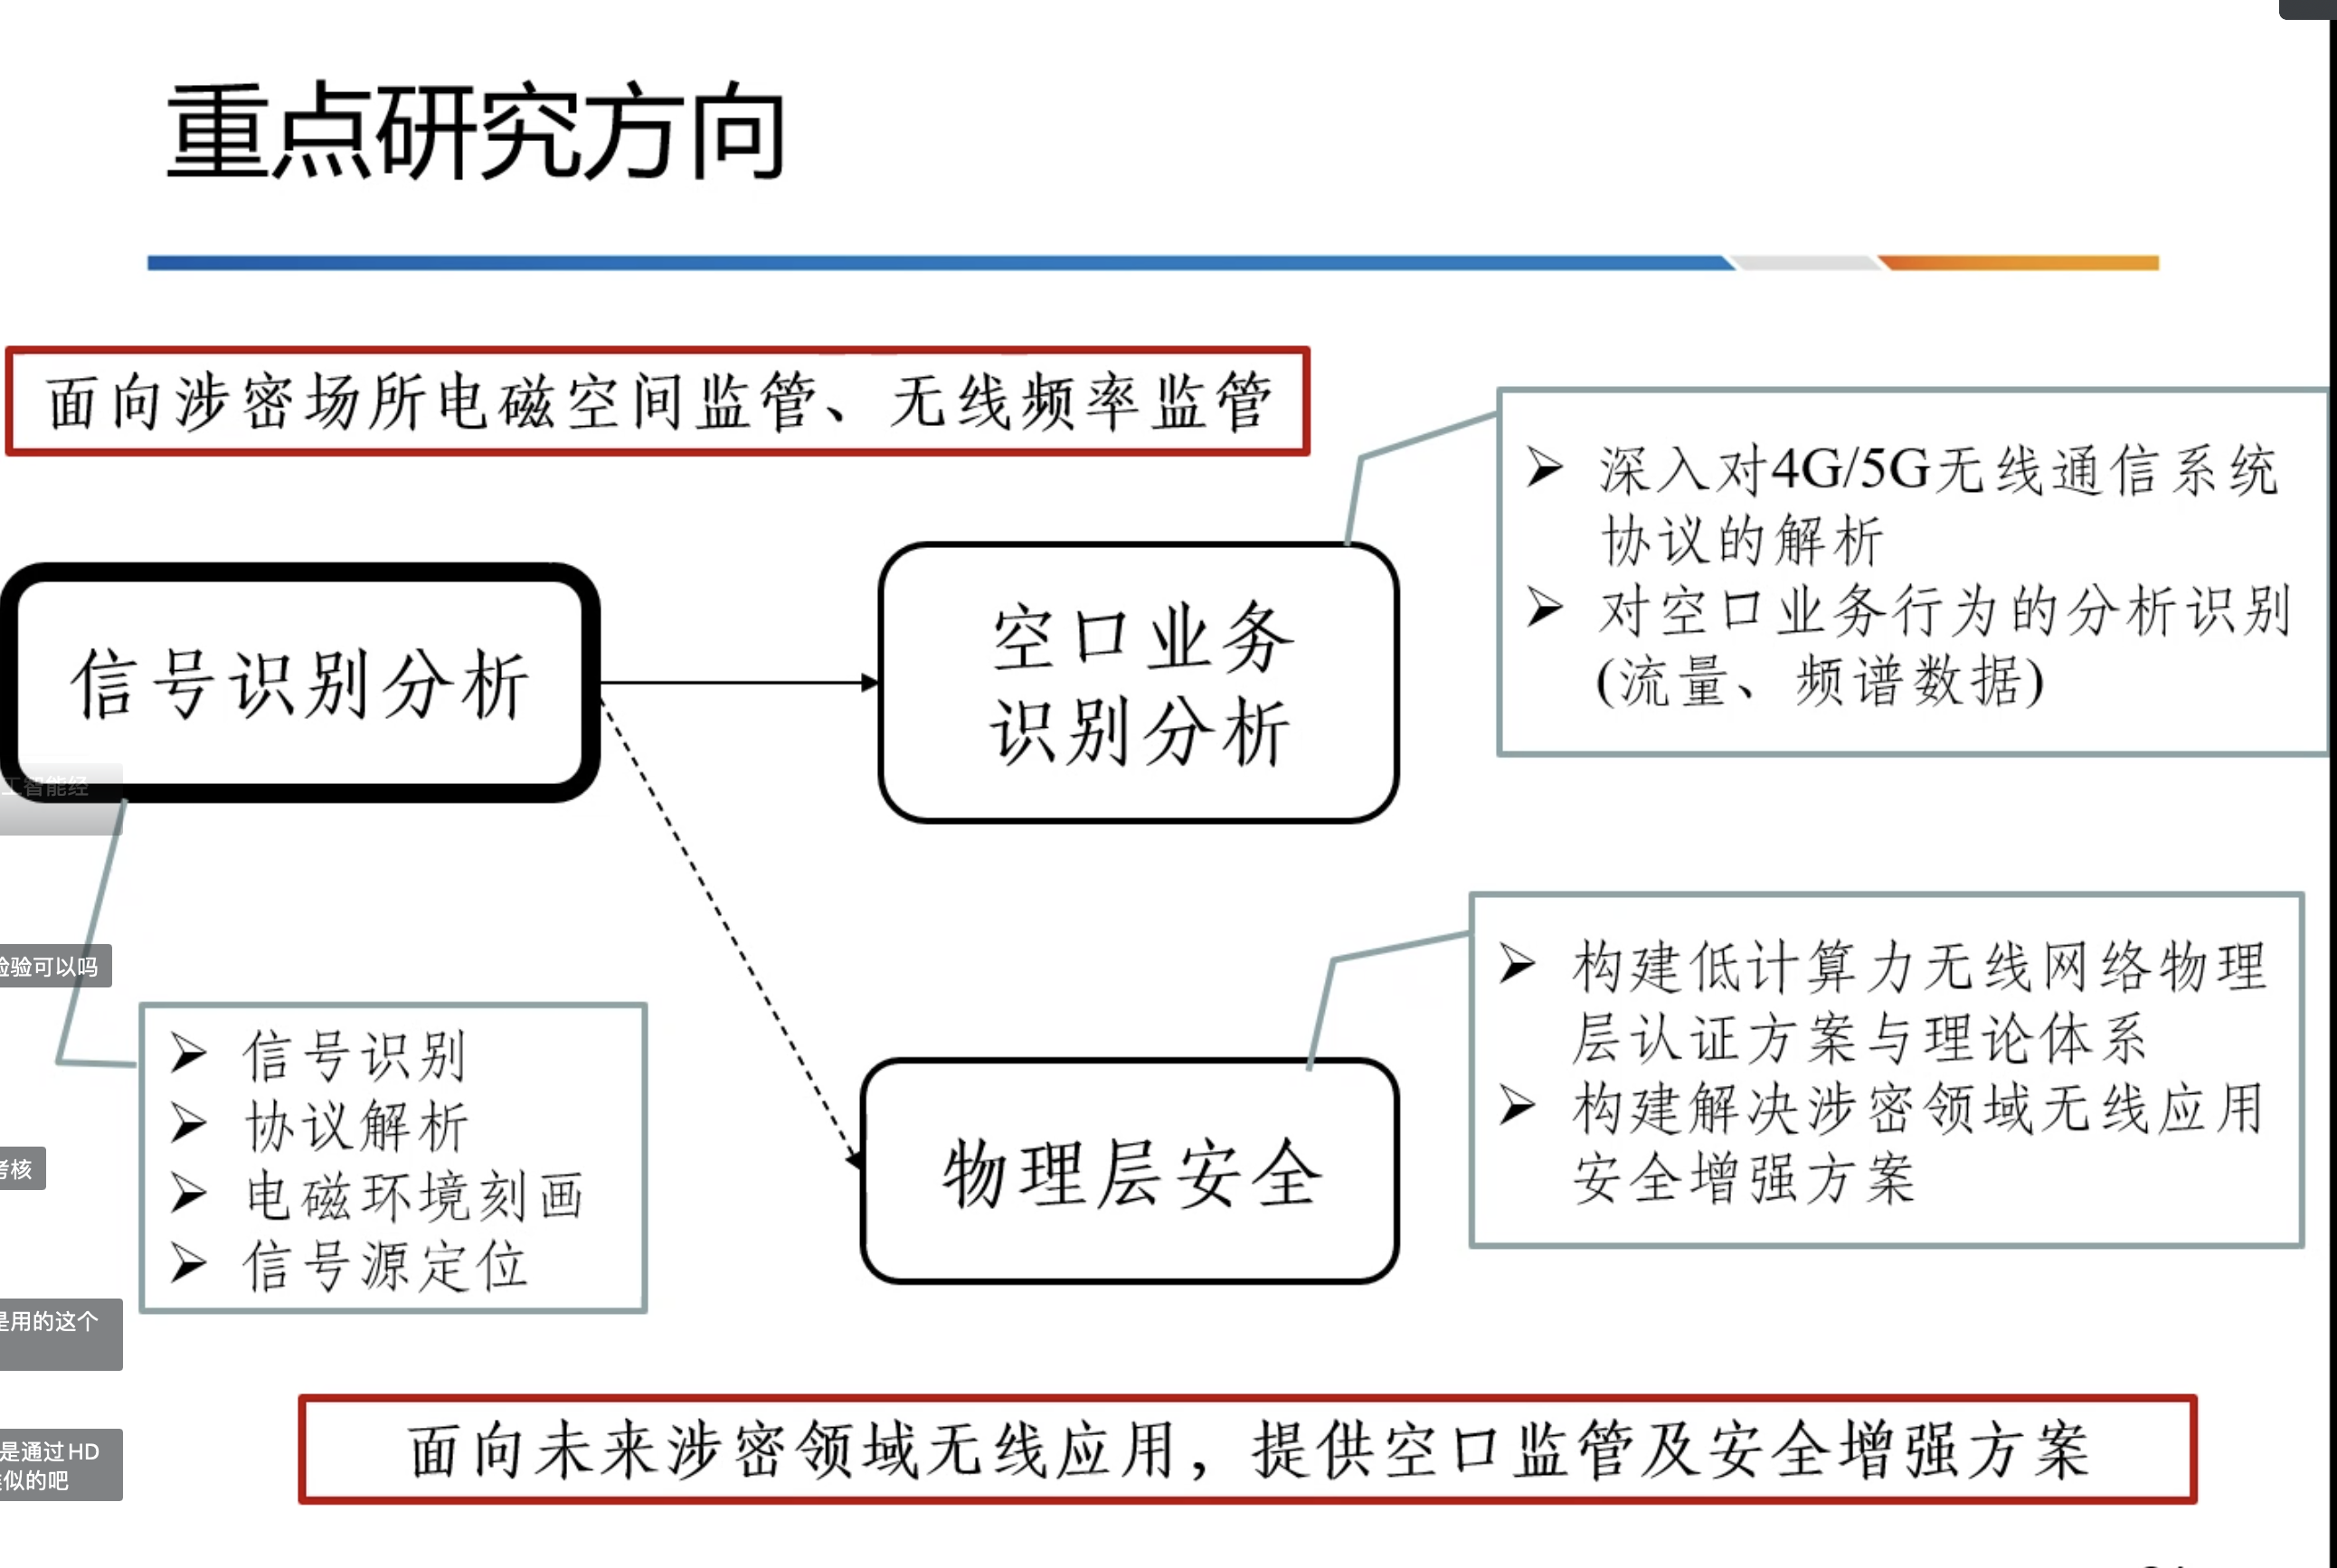 重点研究方向
面向涉密场所电磁空间监管、无线频率监管
➢ 深入对4G/5G无线通信系统
协议的解析
➢ 对空口业务行为的分析识别
(流量、频谱数据)
信号识别分析
空口业务
识别分析
工智能经
检验可以吗
➢ 信号识别
➢ 协议解析
➢ 电磁环境刻画
➢ 信号源定位
考核
是用的这个
是通过HD
类似的吧
物理层安全
➢ 构建低计算力无线网络物理
层认证方案与理论体系
➢ 构建解决涉密领域无线应用
安全增强方案
面向未来涉密领域无线应用，提供空口监管及安全增强方案